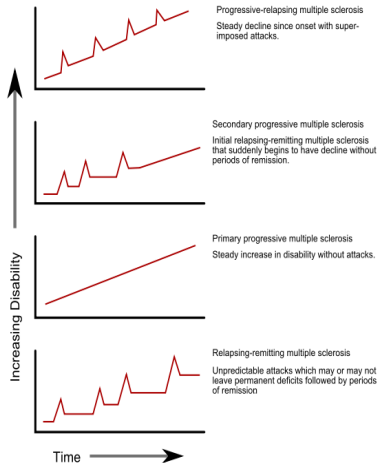 Progressive-relapsing multiple sclerosis
Steady decline since onset with super-
imposed attacks.
Secondary progressive multiple sclerosis
Initial relapsing-remitting multiple sclerosis
that suddenly begins to have decline without
periods of remission.
Primary progressive multiple sclerosis
Steady increase in disability without attacks.
Relapsing-remitting multiple sclerosis
Unpredictable attacks which may or may not
leave permanent deficits followed by periods
of remission
Increasing Disability
Time